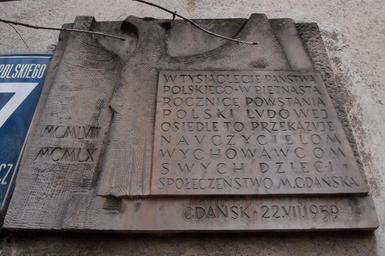 POLSKIEGO
7
CZ
MCMLVIII
MCMLX
W TYSIĄCLECIE PAŃSTWA
POLSKIEGO · W PIĘTNASTĄ
ROCZNICĘ POWSTANIA
POLSKI LUDOWEJ
OSIEDLE TO PRZEKAZUJE
NAUCZYCIELOM
WYCHOWAWCOM
SWYCH DZIECI
SPOŁECZEŃSTWO M. GDAŃSKA
GDAŃSK · 22 VII 1959